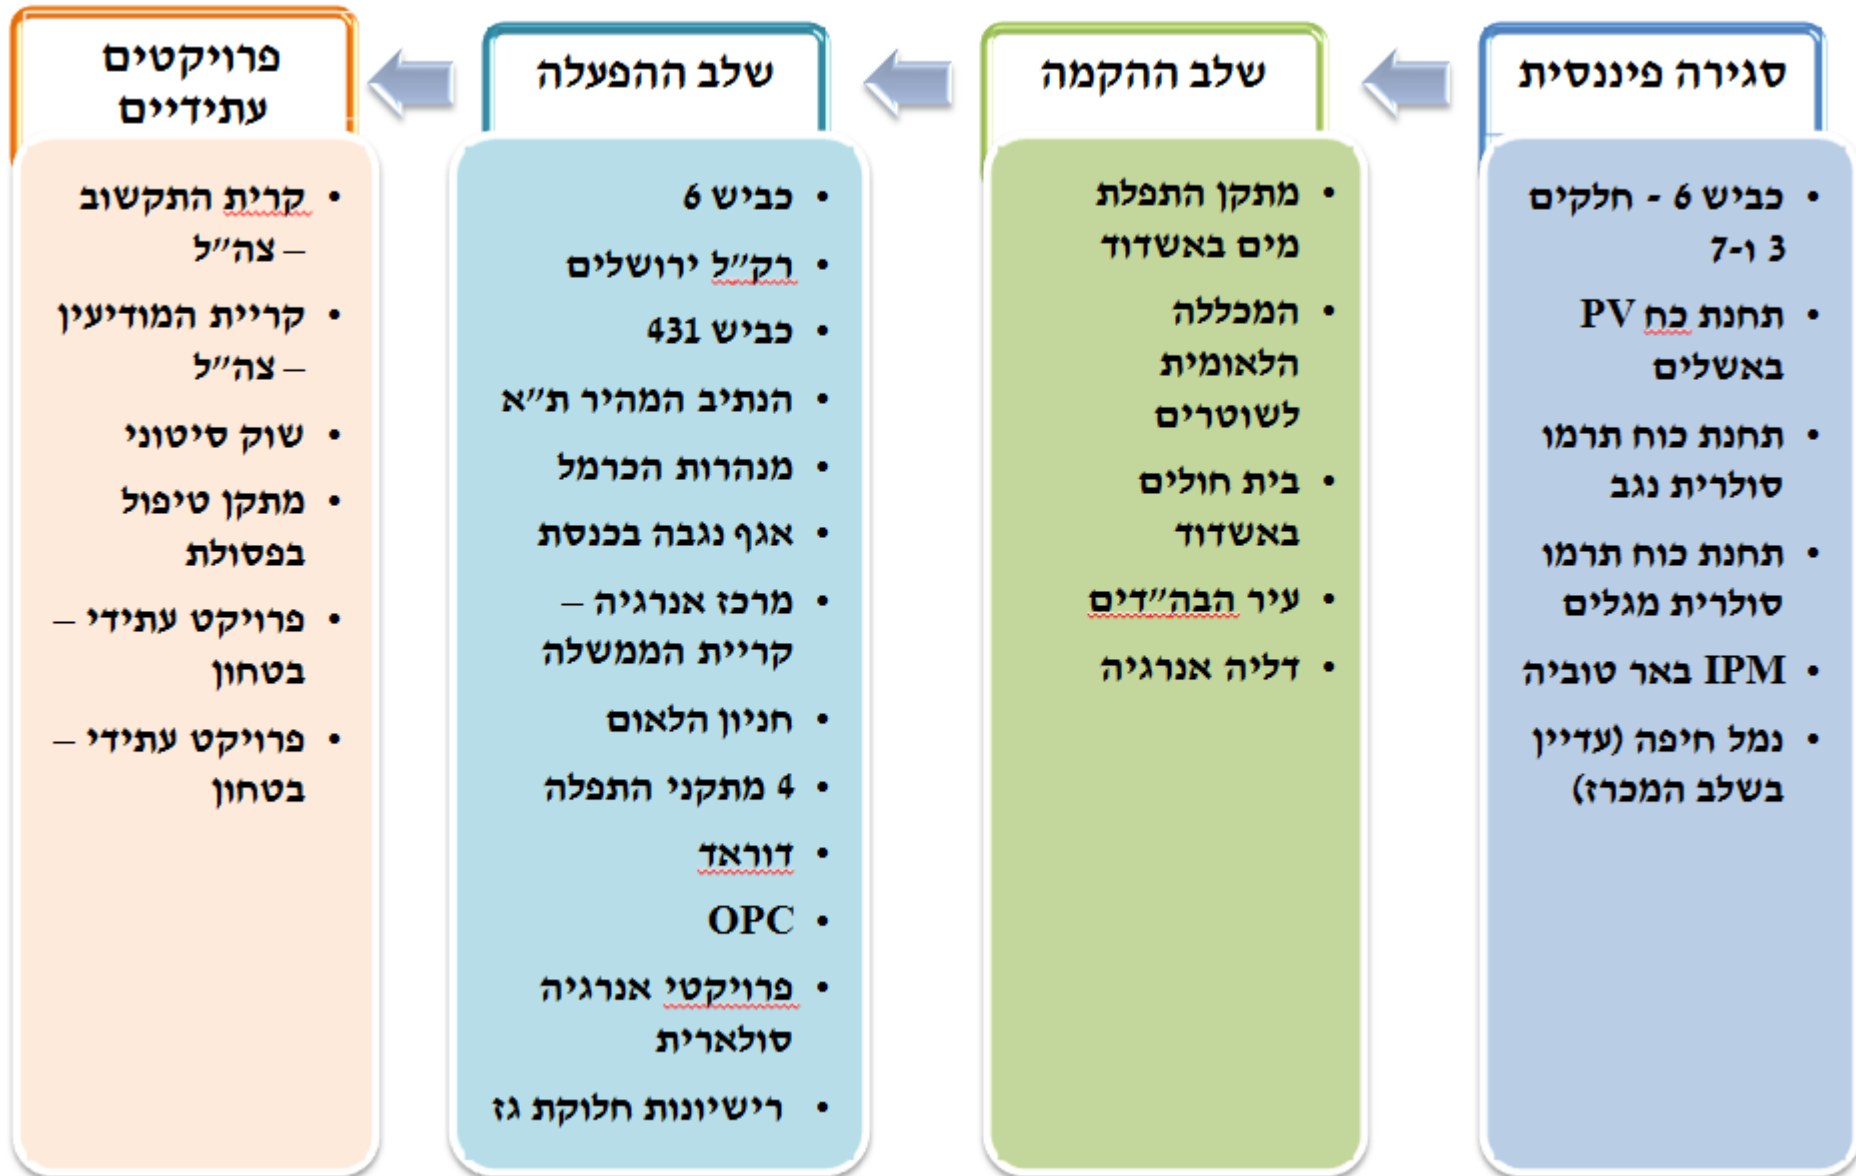 סגירה פיננסית
• כביש 6 - חלקים
3 ו-7
• תחנת כח PV
באשלים
• תחנת כוח תרמו
סולרית נגב
• תחנת כוח תרמו
סולרית מגלים
• IPM באר טוביה
• נמל חיפה (עדיין
בשלב המכרז)
שלב ההקמה
• מתקן התפלת
מים באשדוד
• המכללה
הלאומית
לשוטרים
• בית חולים
באשדוד
• עיר הבה"דים
• דליה אנרגיה
שלב ההפעלה
• כביש 6
• רק"ל ירושלים
• כביש 431
• הנתיב המהיר ת"א
• מנהרות הכרמל
• אגף נגבה בכנסת
• מרכז אנרגיה –
קריית הממשלה
• חניון הלאום
• 4 מתקני התפלה
• דוראד
• OPC
• פרויקטי אנרגיה
סולארית
• רישיונות חלוקת גז
פרויקטים
עתידיים
• קרית התקשוב
– צה"ל
• קריית המודיעין
– צה"ל
• שוק סיטוני
• מתקן טיפול
בפסולת
• פרויקט עתידי –
בטחון
• פרויקט עתידי –
בטחון